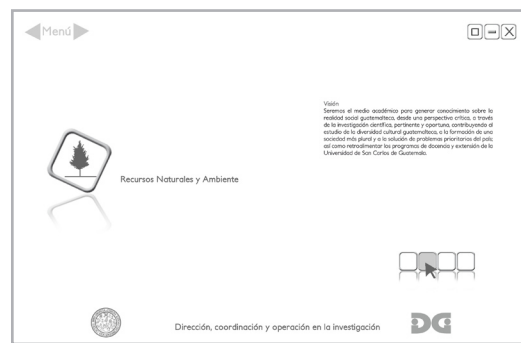 Menú
Visión
Seremos el medio académico para generar conocimiento sobre la
realidad social guatemalteca, desde una perspectiva crítica, a través
de la investigación científica, pertinente y oportuna, contribuyendo al
estudio de la diversidad cultural guatemalteca, a la formación de una
sociedad más plural y a la solución de problemas prioritarios del país,
así como retroalimentar los programas de docencia y extensión de la
Universidad de San Carlos de Guatemala.
Recursos Naturales y Ambiente
Dirección, coordinación y operación en la investigación